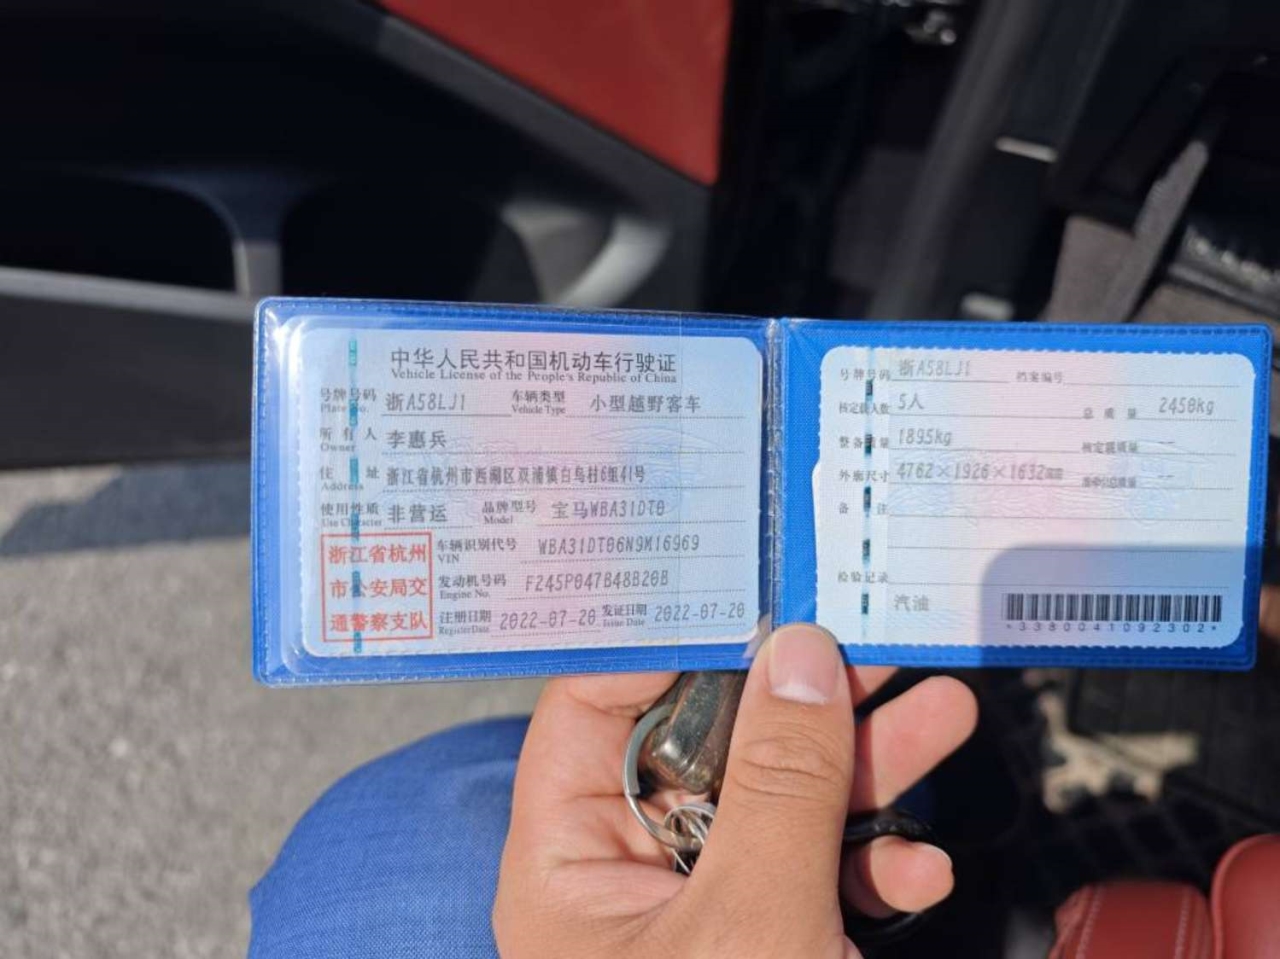 中华人民共和国机动车行驶证
Vehicle License of the People's Republic of China
号牌号码 浙A58LJ1 车辆类型 小型越野客车
Plate No. Vehicle Type
所有人 李惠兵
Owner
住址 浙江省杭州市西湖区双浦镇白鸟村6组41号
Address
使用性质 非营运 品牌型号 宝马WBA31DT0
Use Character Model
浙江省杭州
市公安局交
通警察支队
车辆识别代号 WBA31DT06N9M16969
VIN
发动机号码 F245P047B48B20B
Engine No.
注册日期 2022-07-20 发证日期 2022-07-20
Register Date Issue Date
号牌号码 浙A58LJ1 档案编号
核定载人数 5人 总质量 2450kg
整备质量 1895kg 核定载质量 --
外廓尺寸 4762×1926×1632mm 准牵引总质量 --
备注
检验记录
汽油
*3380041092302*